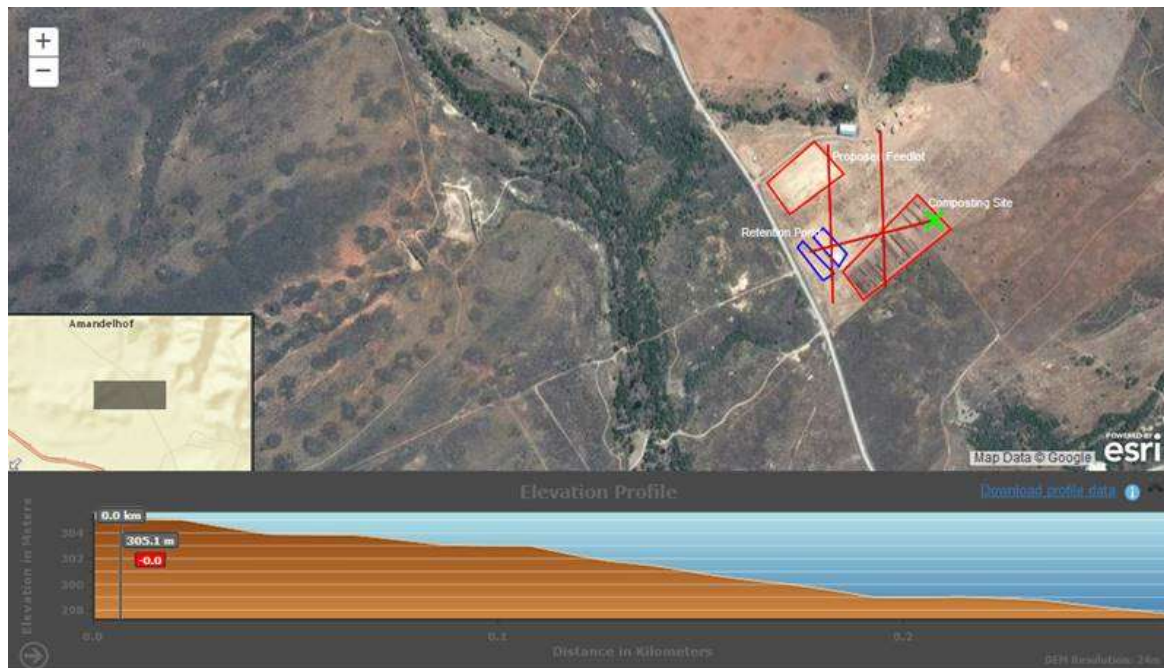 +
−
Proposed Feedlot
Composting Site
Retention Pond
Amandelhof
POWERED BY
esri
Map Data © Google
Elevation Profile
Download profile data
i
Elevation in Meters
0.0 km
304
305.1 m
302
-0.0
300
298
0.0
0.1
0.2
Distance in Kilometers
DEM Resolution: 24m